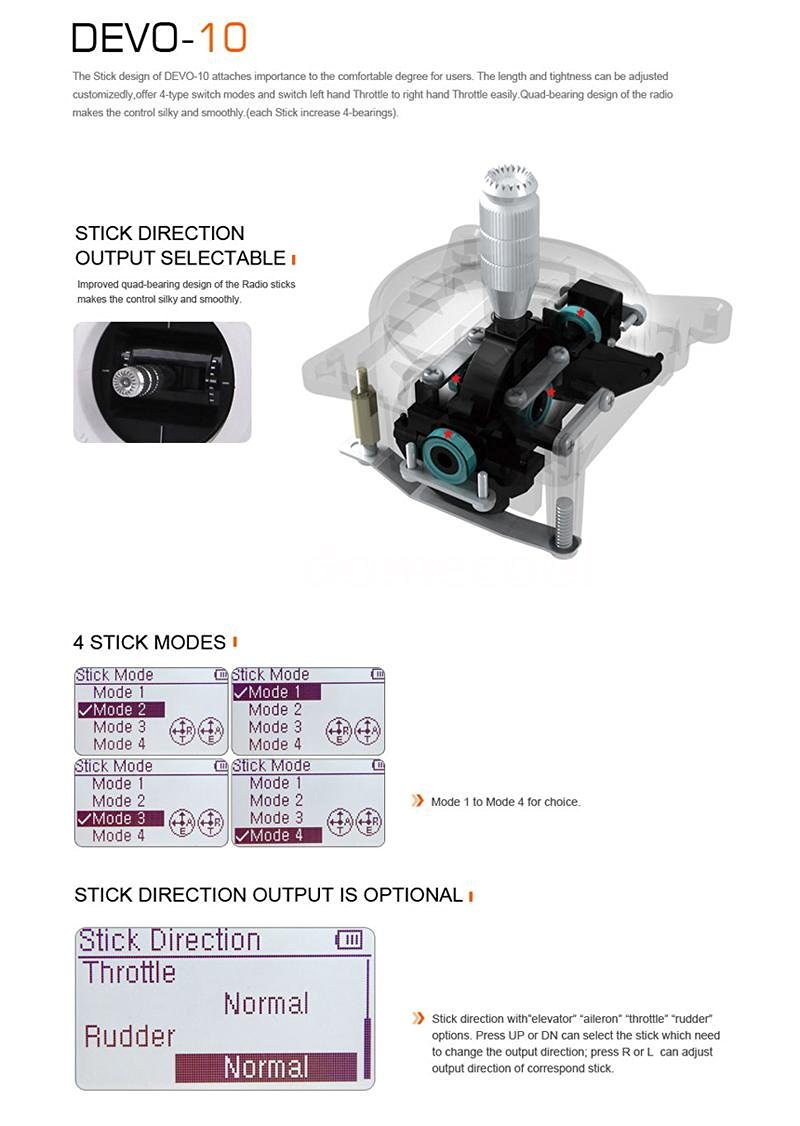 DEVO-10
The Stick design of DEVO-10 attaches importance to the comfortable degree for users. The length and tightness can be adjusted
customizedly,offer 4-type switch modes and switch left hand Throttle to right hand Throttle easily.Quad-bearing design of the radio
makes the control silky and smoothly.(each Stick increase 4-bearings).
STICK DIRECTION
OUTPUT SELECTABLE
Improved quad-bearing design of the Radio sticks
makes the control silky and smoothly.
4 STICK MODES
Stick Mode
Mode 1
✓Mode 2
Mode 3
Mode 4
R
T
A
E
Stick Mode
✓Mode 1
Mode 2
Mode 3
Mode 4
R
E
A
T
Stick Mode
Mode 1
Mode 2
✓Mode 3
Mode 4
A
E
R
T
Stick Mode
Mode 1
Mode 2
Mode 3
✓Mode 4
A
T
R
E
Mode 1 to Mode 4 for choice.
STICK DIRECTION OUTPUT IS OPTIONAL
Stick Direction
Throttle
Normal
Rudder
Normal
Stick direction with"elevator" "aileron" "throttle" "rudder"
options. Press UP or DN can select the stick which need
to change the output direction; press R or L can adjust
output direction of correspond stick.